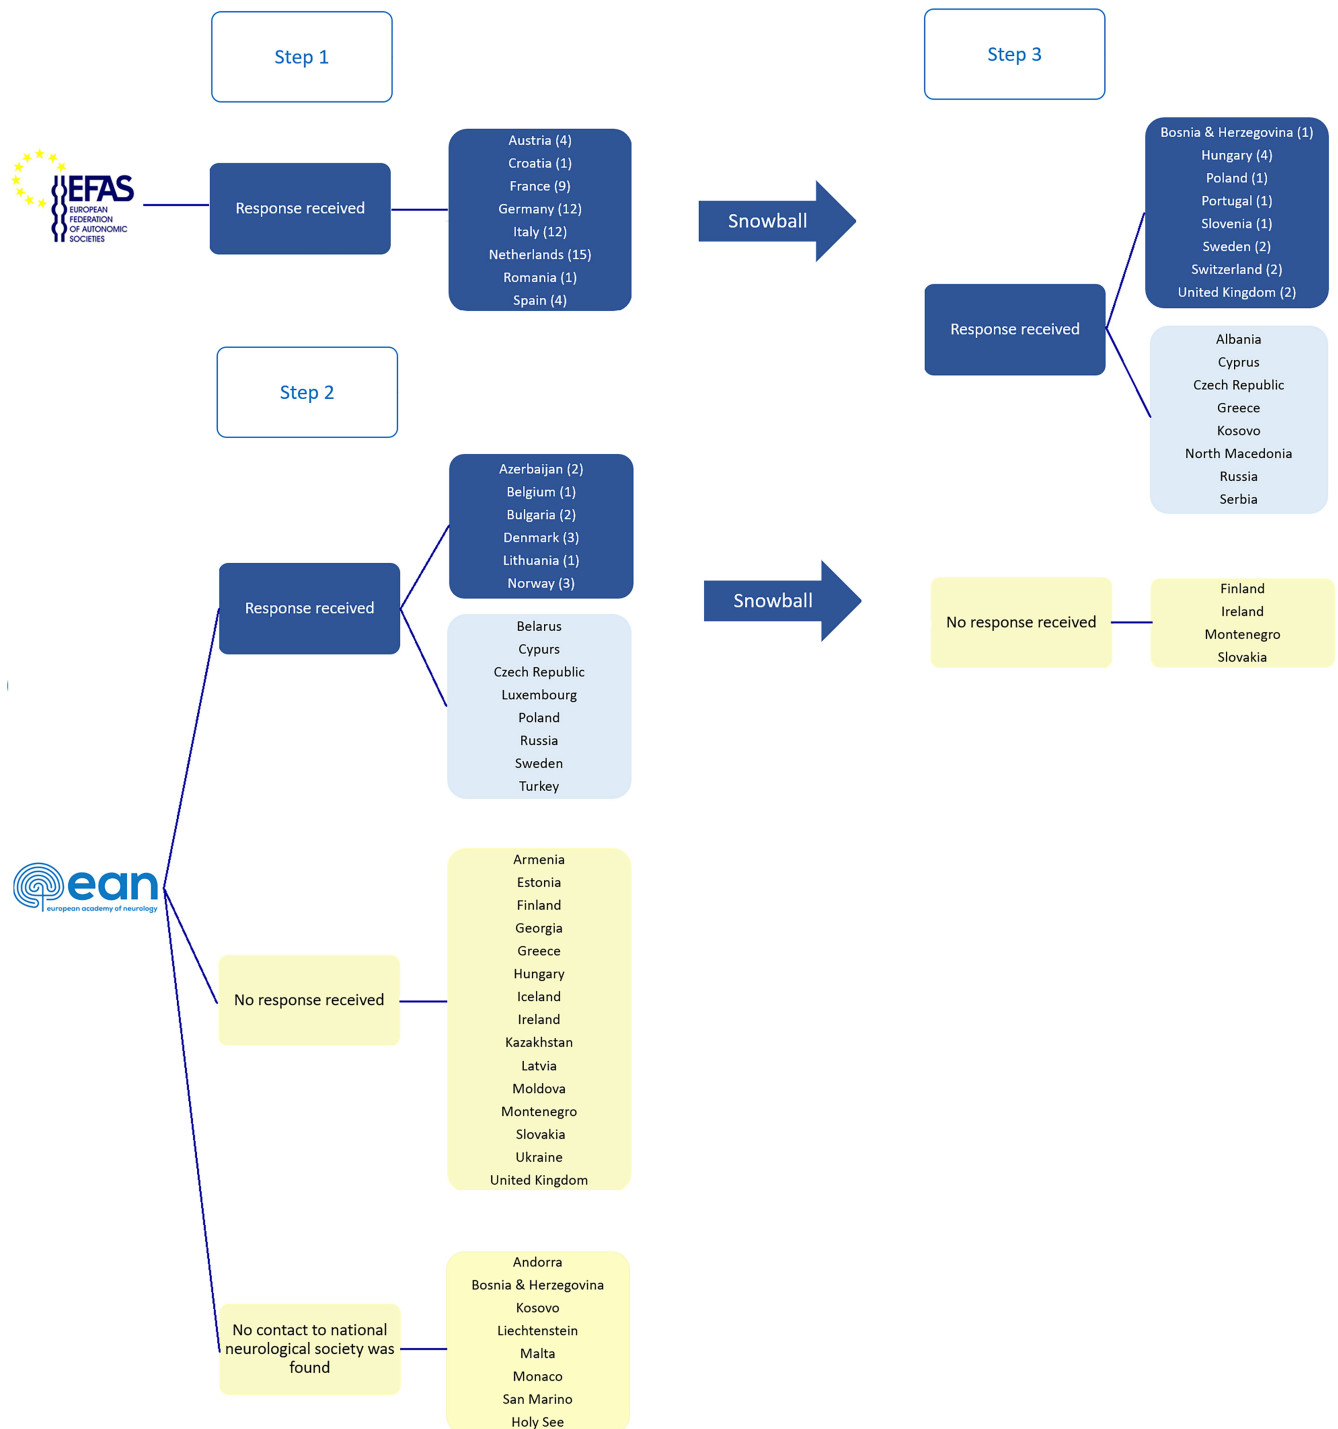 Step 1
EFAS
EUROPEAN
FEDERATION
OF AUTONOMIC
SOCIETIES
Response received
Austria (4)
Croatia (1)
France (9)
Germany (12)
Italy (12)
Netherlands (15)
Romania (1)
Spain (4)
Snowball
Step 2
ean
european academy of neurology
Response received
Azerbaijan (2)
Belgium (1)
Bulgaria (2)
Denmark (3)
Lithuania (1)
Norway (3)
Belarus
Cypurs
Czech Republic
Luxembourg
Poland
Russia
Sweden
Turkey
No response received
Armenia
Estonia
Finland
Georgia
Greece
Hungary
Iceland
Ireland
Kazakhstan
Latvia
Moldova
Montenegro
Slovakia
Ukraine
United Kingdom
No contact to national
neurological society was
found
Andorra
Bosnia & Herzegovina
Kosovo
Liechtenstein
Malta
Monaco
San Marino
Holy See
Snowball
Step 3
Response received
Bosnia & Herzegovina (1)
Hungary (4)
Poland (1)
Portugal (1)
Slovenia (1)
Sweden (2)
Switzerland (2)
United Kingdom (2)
Albania
Cyprus
Czech Republic
Greece
Kosovo
North Macedonia
Russia
Serbia
No response received
Finland
Ireland
Montenegro
Slovakia